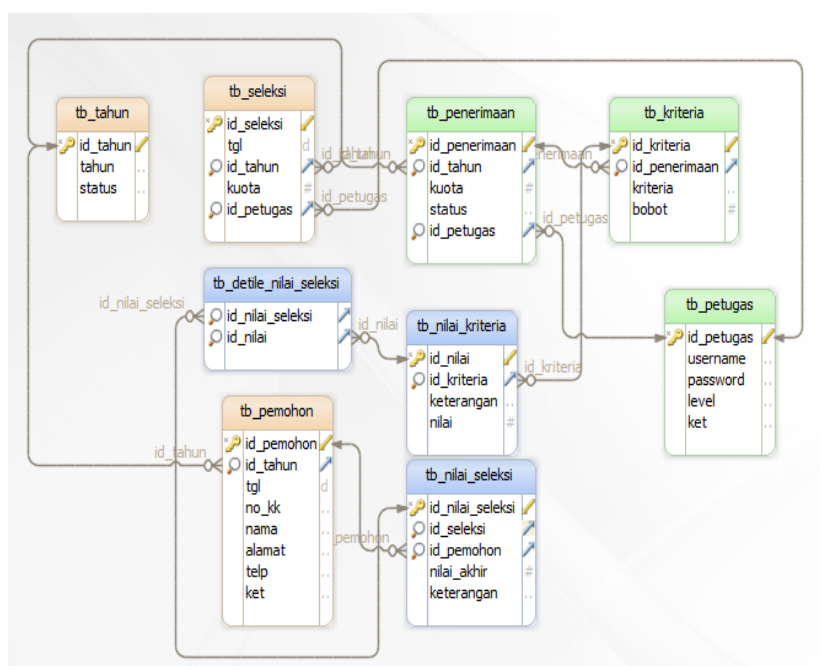 tb_tahun
id_tahun
tahun
status
tb_seleksi
id_seleksi
tgl d
id_tahun
kuota #
id_petugas
id_tahun
id_petugas
tb_penerimaan
id_penerimaan
id_tahun
kuota #
status
id_petugas
id_petugas
tb_kriteria
id_kriteria
id_penerimaan
kriteria
bobot #
tb_detile_nilai_seleksi
id_nilai_seleksi
id_nilai
id_nilai_seleksi
id_nilai
tb_nilai_kriteria
id_nilai
id_kriteria
keterangan
nilai #
id_kriteria
tb_petugas
id_petugas
username
password
level
ket
tb_pemohon
id_pemohon
id_tahun
tgl d
no_kk
nama
alamat
telp
ket
id_tahun
pemohon
tb_nilai_seleksi
id_nilai_seleksi
id_seleksi
id_pemohon
nilai_akhir #
keterangan